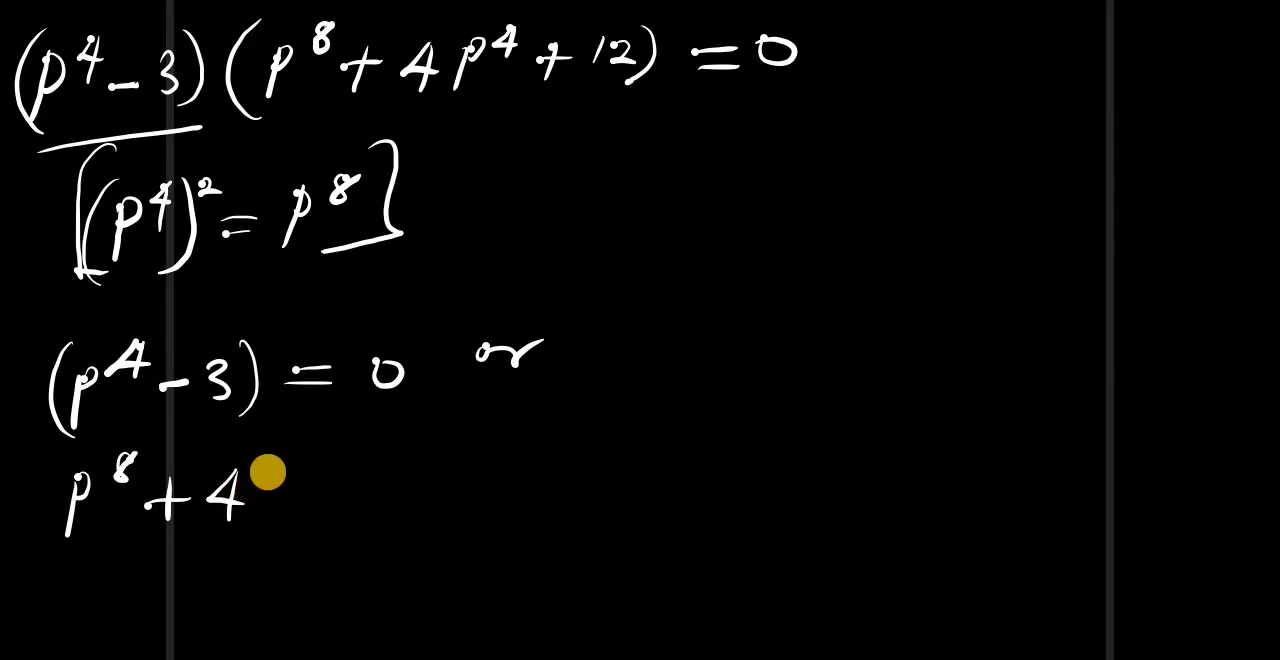 (p⁴ - 3)(p⁸ + 4p⁴ + 12) = 0
[(p⁴)² = p⁸]
(p⁴ - 3) = 0 or
p⁸ + 4